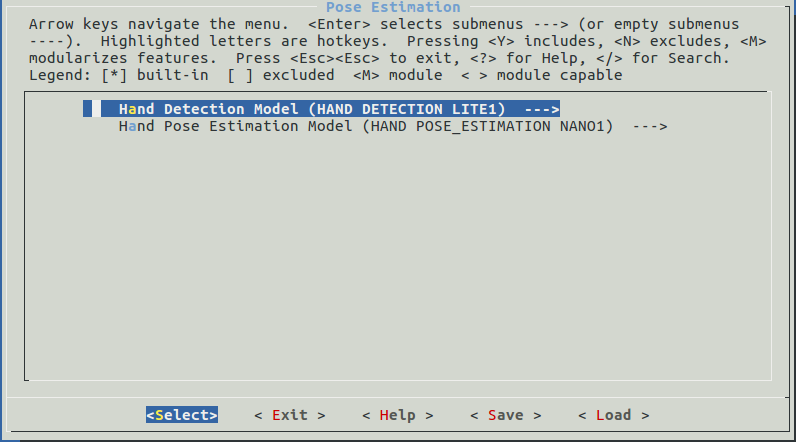 Pose Estimation
Arrow keys navigate the menu.  <Enter> selects submenus ---> (or empty submenus
----).  Highlighted letters are hotkeys.  Pressing <Y> includes, <N> excludes, <M>
modularizes features.  Press <Esc><Esc> to exit, <?> for Help, </> for Search.
Legend: [*] built-in  [ ] excluded  <M> module  < > module capable
Hand Detection Model (HAND DETECTION LITE1)  --->
Hand Pose Estimation Model (HAND POSE_ESTIMATION NANO1)  --->
<Select>    < Exit >    < Help >    < Save >    < Load >